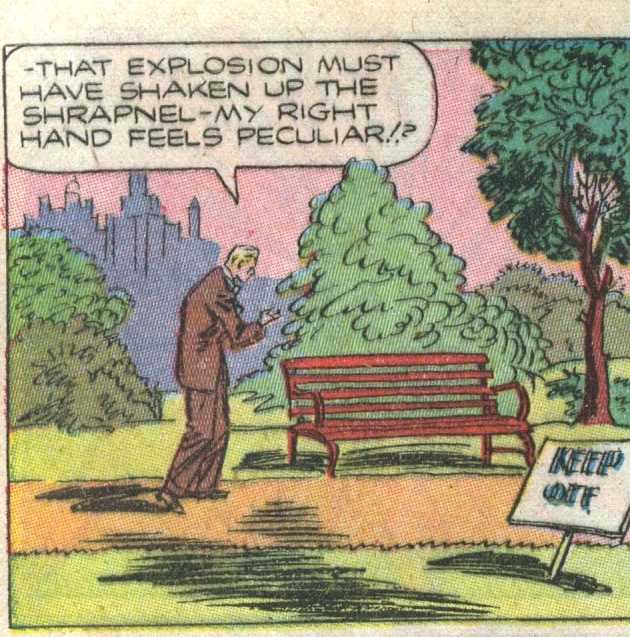 -THAT EXPLOSION MUST
HAVE SHAKEN UP THE
SHRAPNEL-MY RIGHT
HAND FEELS PECULIAR!?
KEEP
OFF